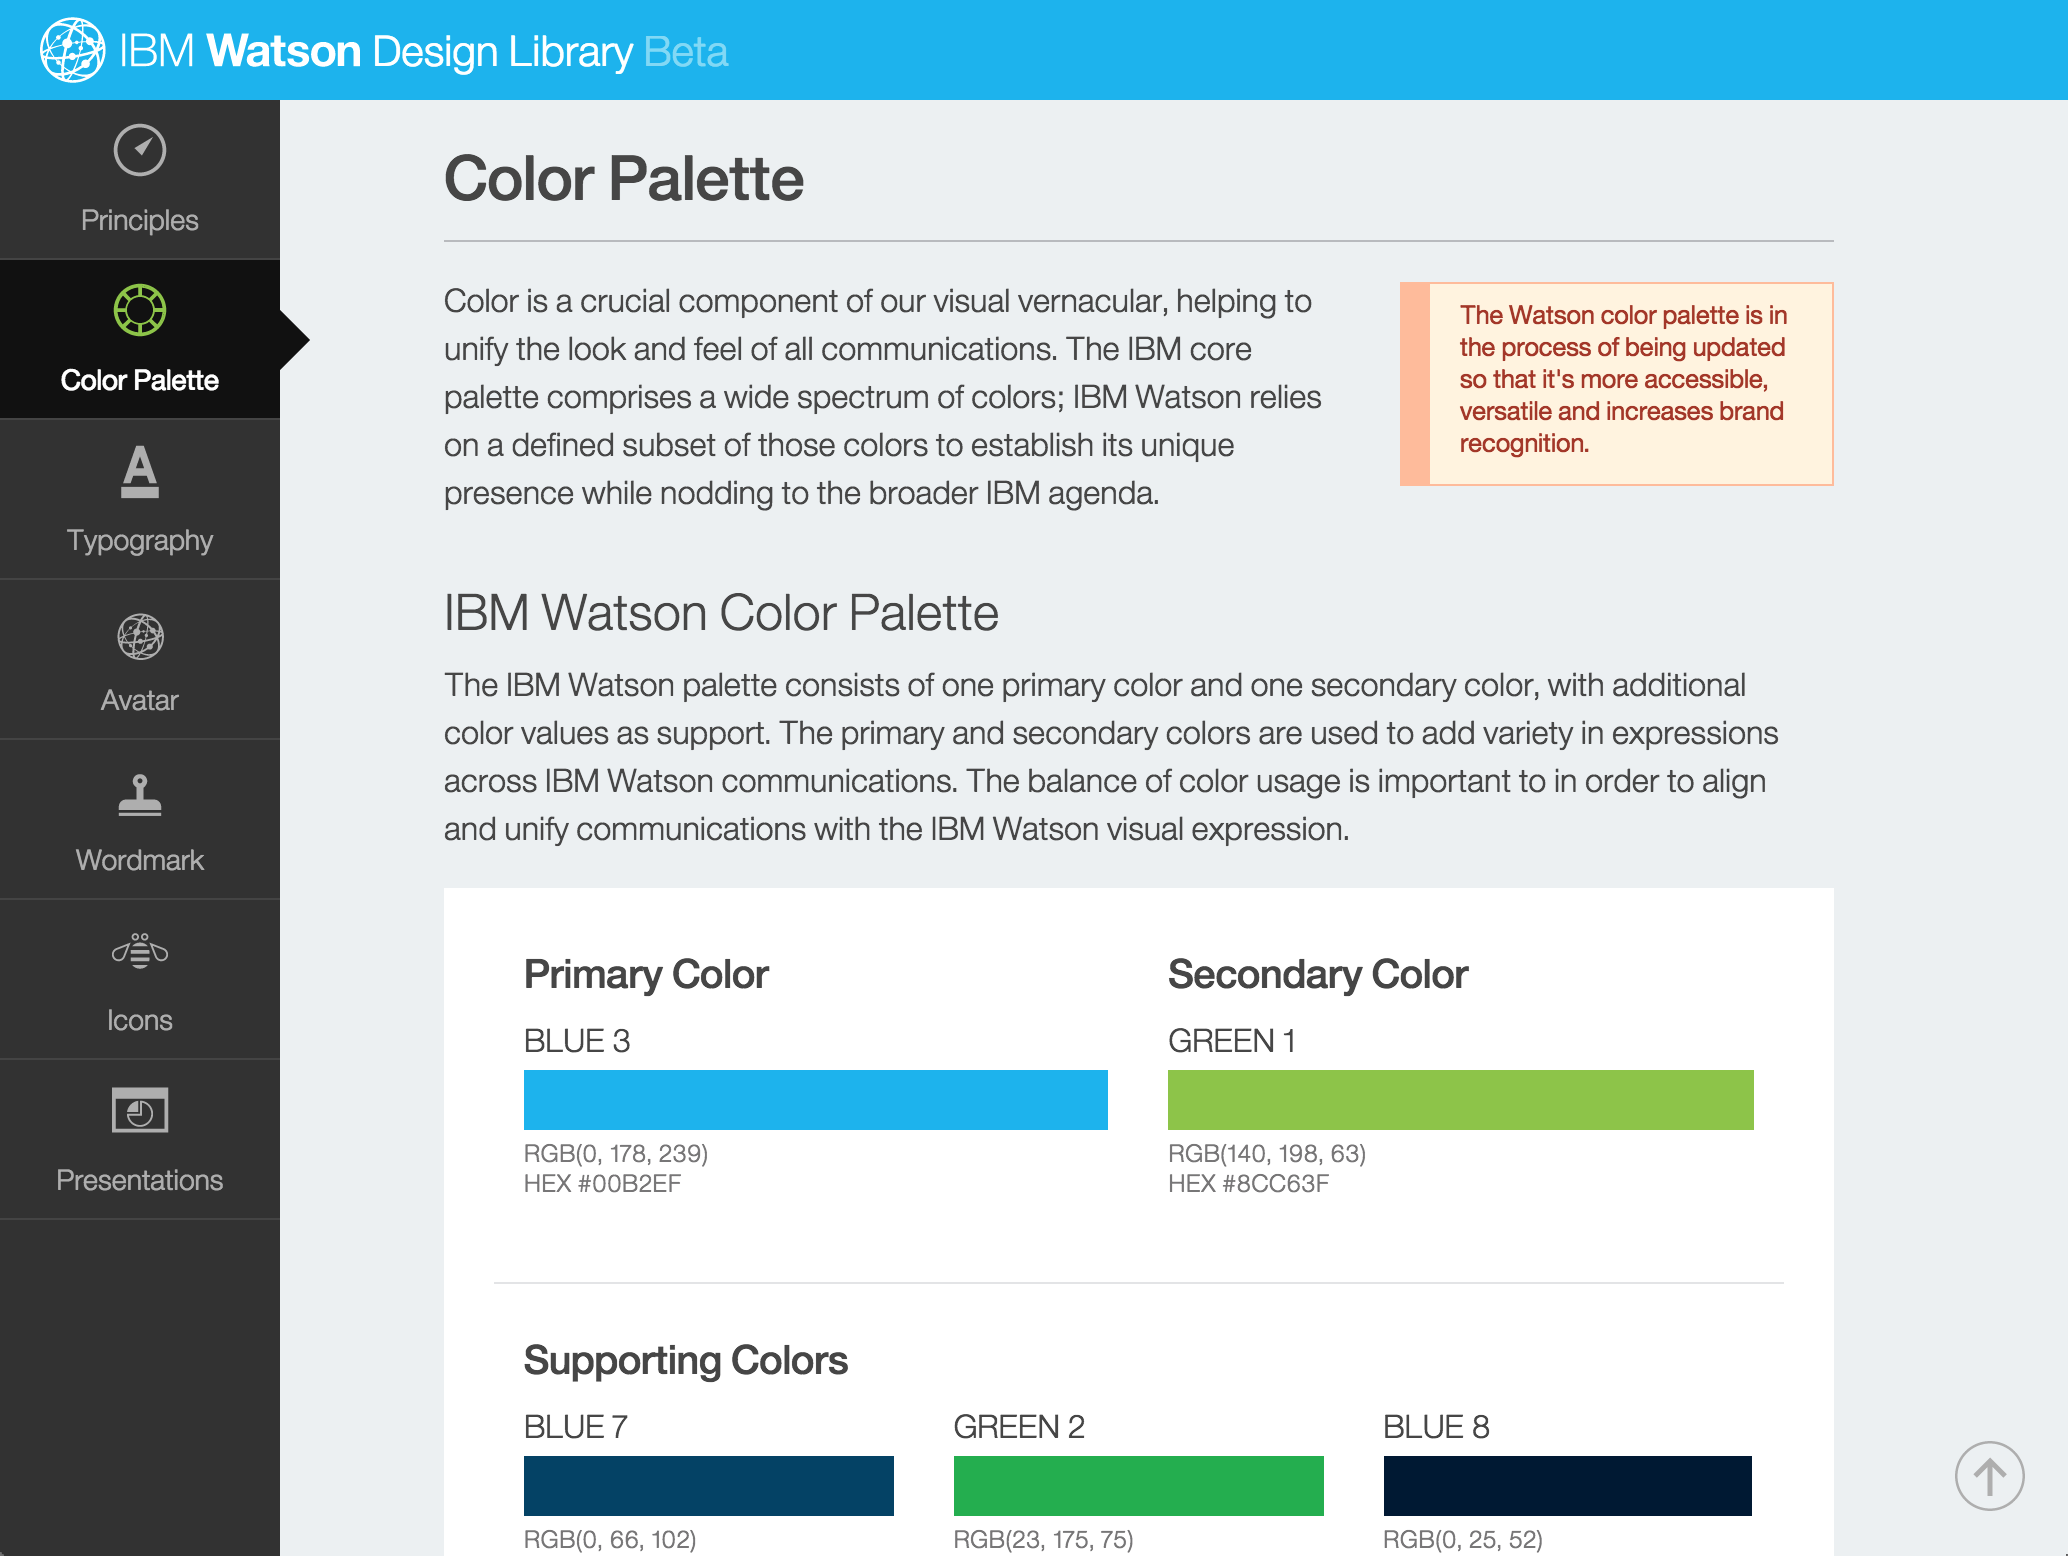 IBM Watson Design Library Beta
Principles
Color Palette
Typography
Avatar
Wordmark
Icons
Presentations
Color Palette
Color is a crucial component of our visual vernacular, helping to
unify the look and feel of all communications. The IBM core
palette comprises a wide spectrum of colors; IBM Watson relies
on a defined subset of those colors to establish its unique
presence while nodding to the broader IBM agenda.
The Watson color palette is in
the process of being updated
so that it's more accessible,
versatile and increases brand
recognition.
IBM Watson Color Palette
The IBM Watson palette consists of one primary color and one secondary color, with additional
color values as support. The primary and secondary colors are used to add variety in expressions
across IBM Watson communications. The balance of color usage is important to in order to align
and unify communications with the IBM Watson visual expression.
Primary Color
BLUE 3
RGB(0, 178, 239)
HEX #00B2EF
Secondary Color
GREEN 1
RGB(140, 198, 63)
HEX #8CC63F
Supporting Colors
BLUE 7
RGB(0, 66, 102)
GREEN 2
RGB(23, 175, 75)
BLUE 8
RGB(0, 25, 52)